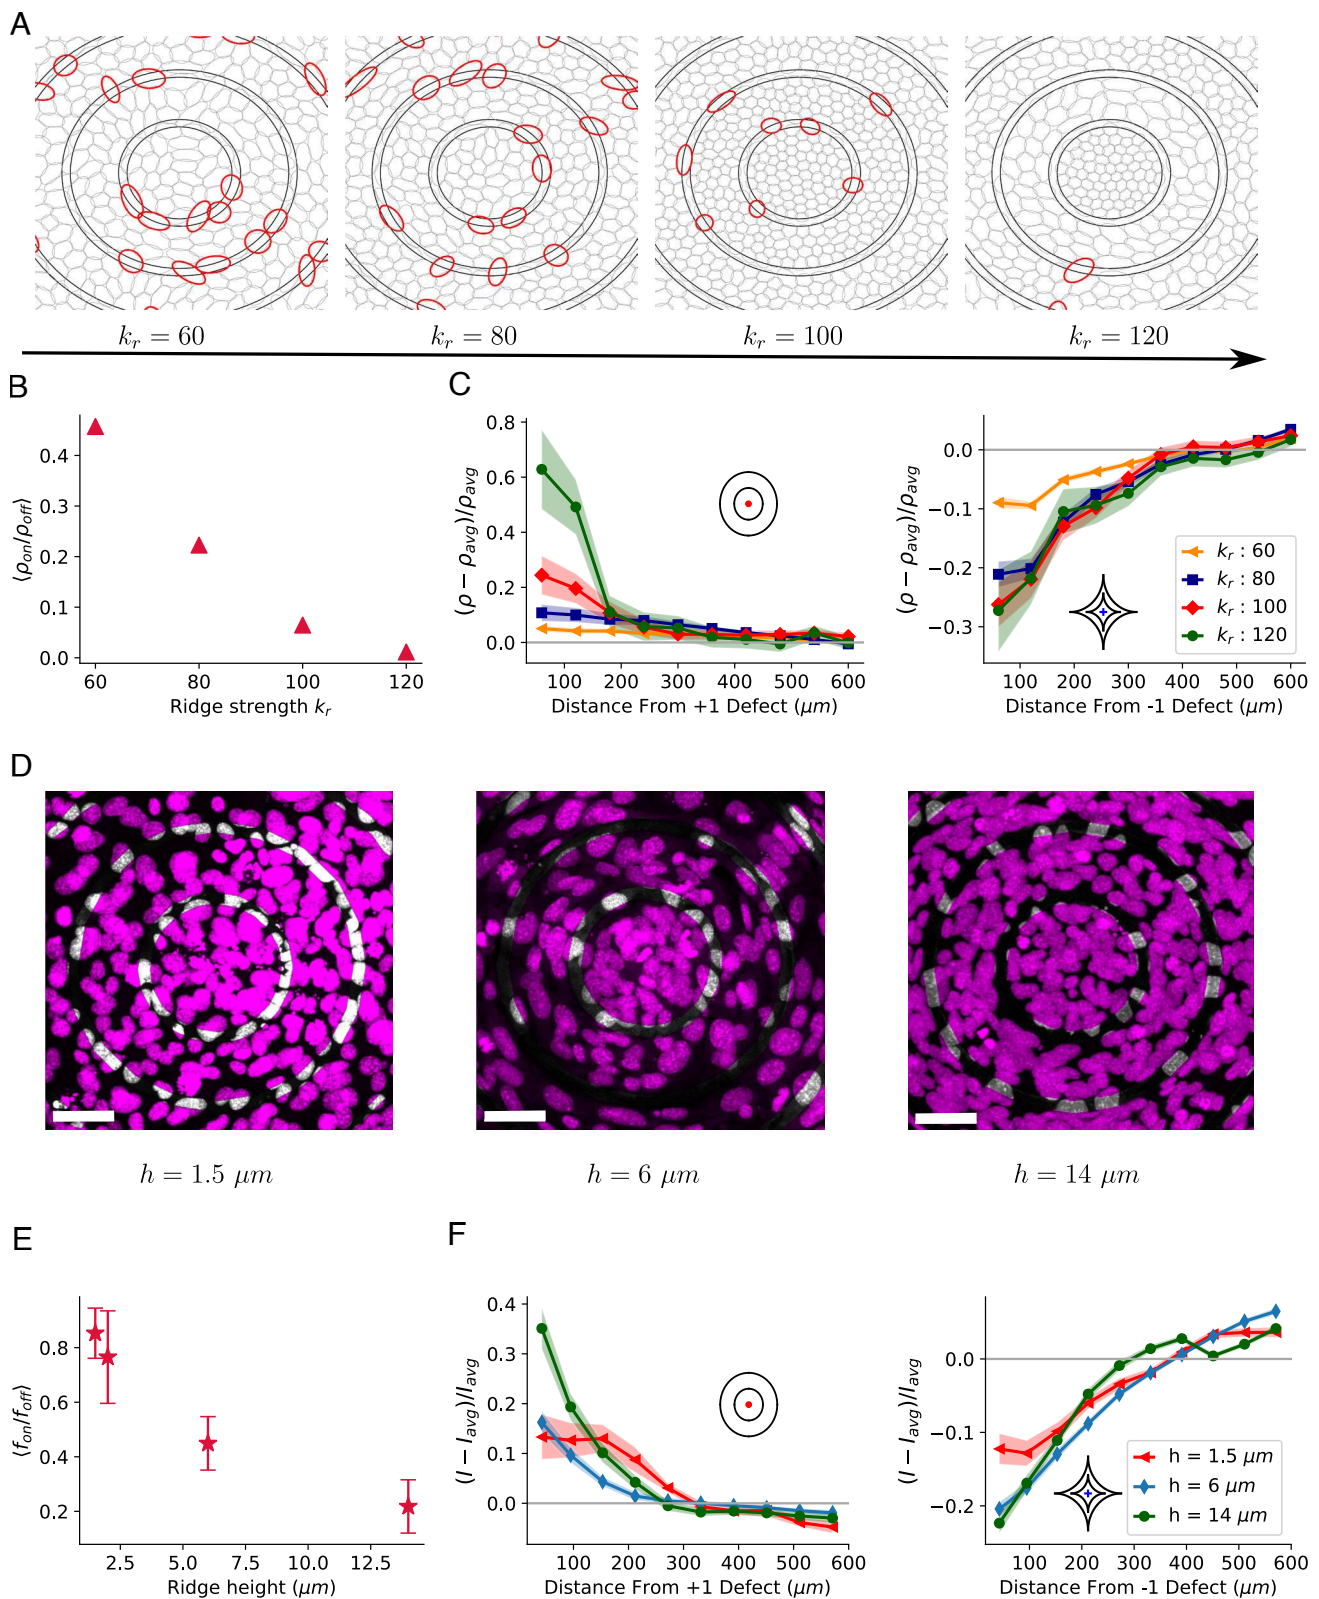 A
k_r = 60
k_r = 80
k_r = 100
k_r = 120
B
⟨ρ_on/ρ_off⟩
0.4
0.3
0.2
0.1
0.0
60 80 100 120
Ridge strength k_r
C
(ρ − ρ_avg)/ρ_avg
0.8
0.6
0.4
0.2
0.0
100 200 300 400 500 600
Distance From +1 Defect (μm)
(ρ − ρ_avg)/ρ_avg
0.0
−0.1
−0.2
−0.3
k_r : 60
k_r : 80
k_r : 100
k_r : 120
100 200 300 400 500 600
Distance From -1 Defect (μm)
D
h = 1.5 μm
h = 6 μm
h = 14 μm
E
⟨f_on/f_off⟩
0.8
0.6
0.4
0.2
2.5 5.0 7.5 10.0 12.5
Ridge height (μm)
F
(I − I_avg)/I_avg
0.4
0.3
0.2
0.1
0.0
100 200 300 400 500 600
Distance From +1 Defect (μm)
(I − I_avg)/I_avg
0.0
−0.1
−0.2
h = 1.5 μm
h = 6 μm
h = 14 μm
100 200 300 400 500 600
Distance From -1 Defect (μm)